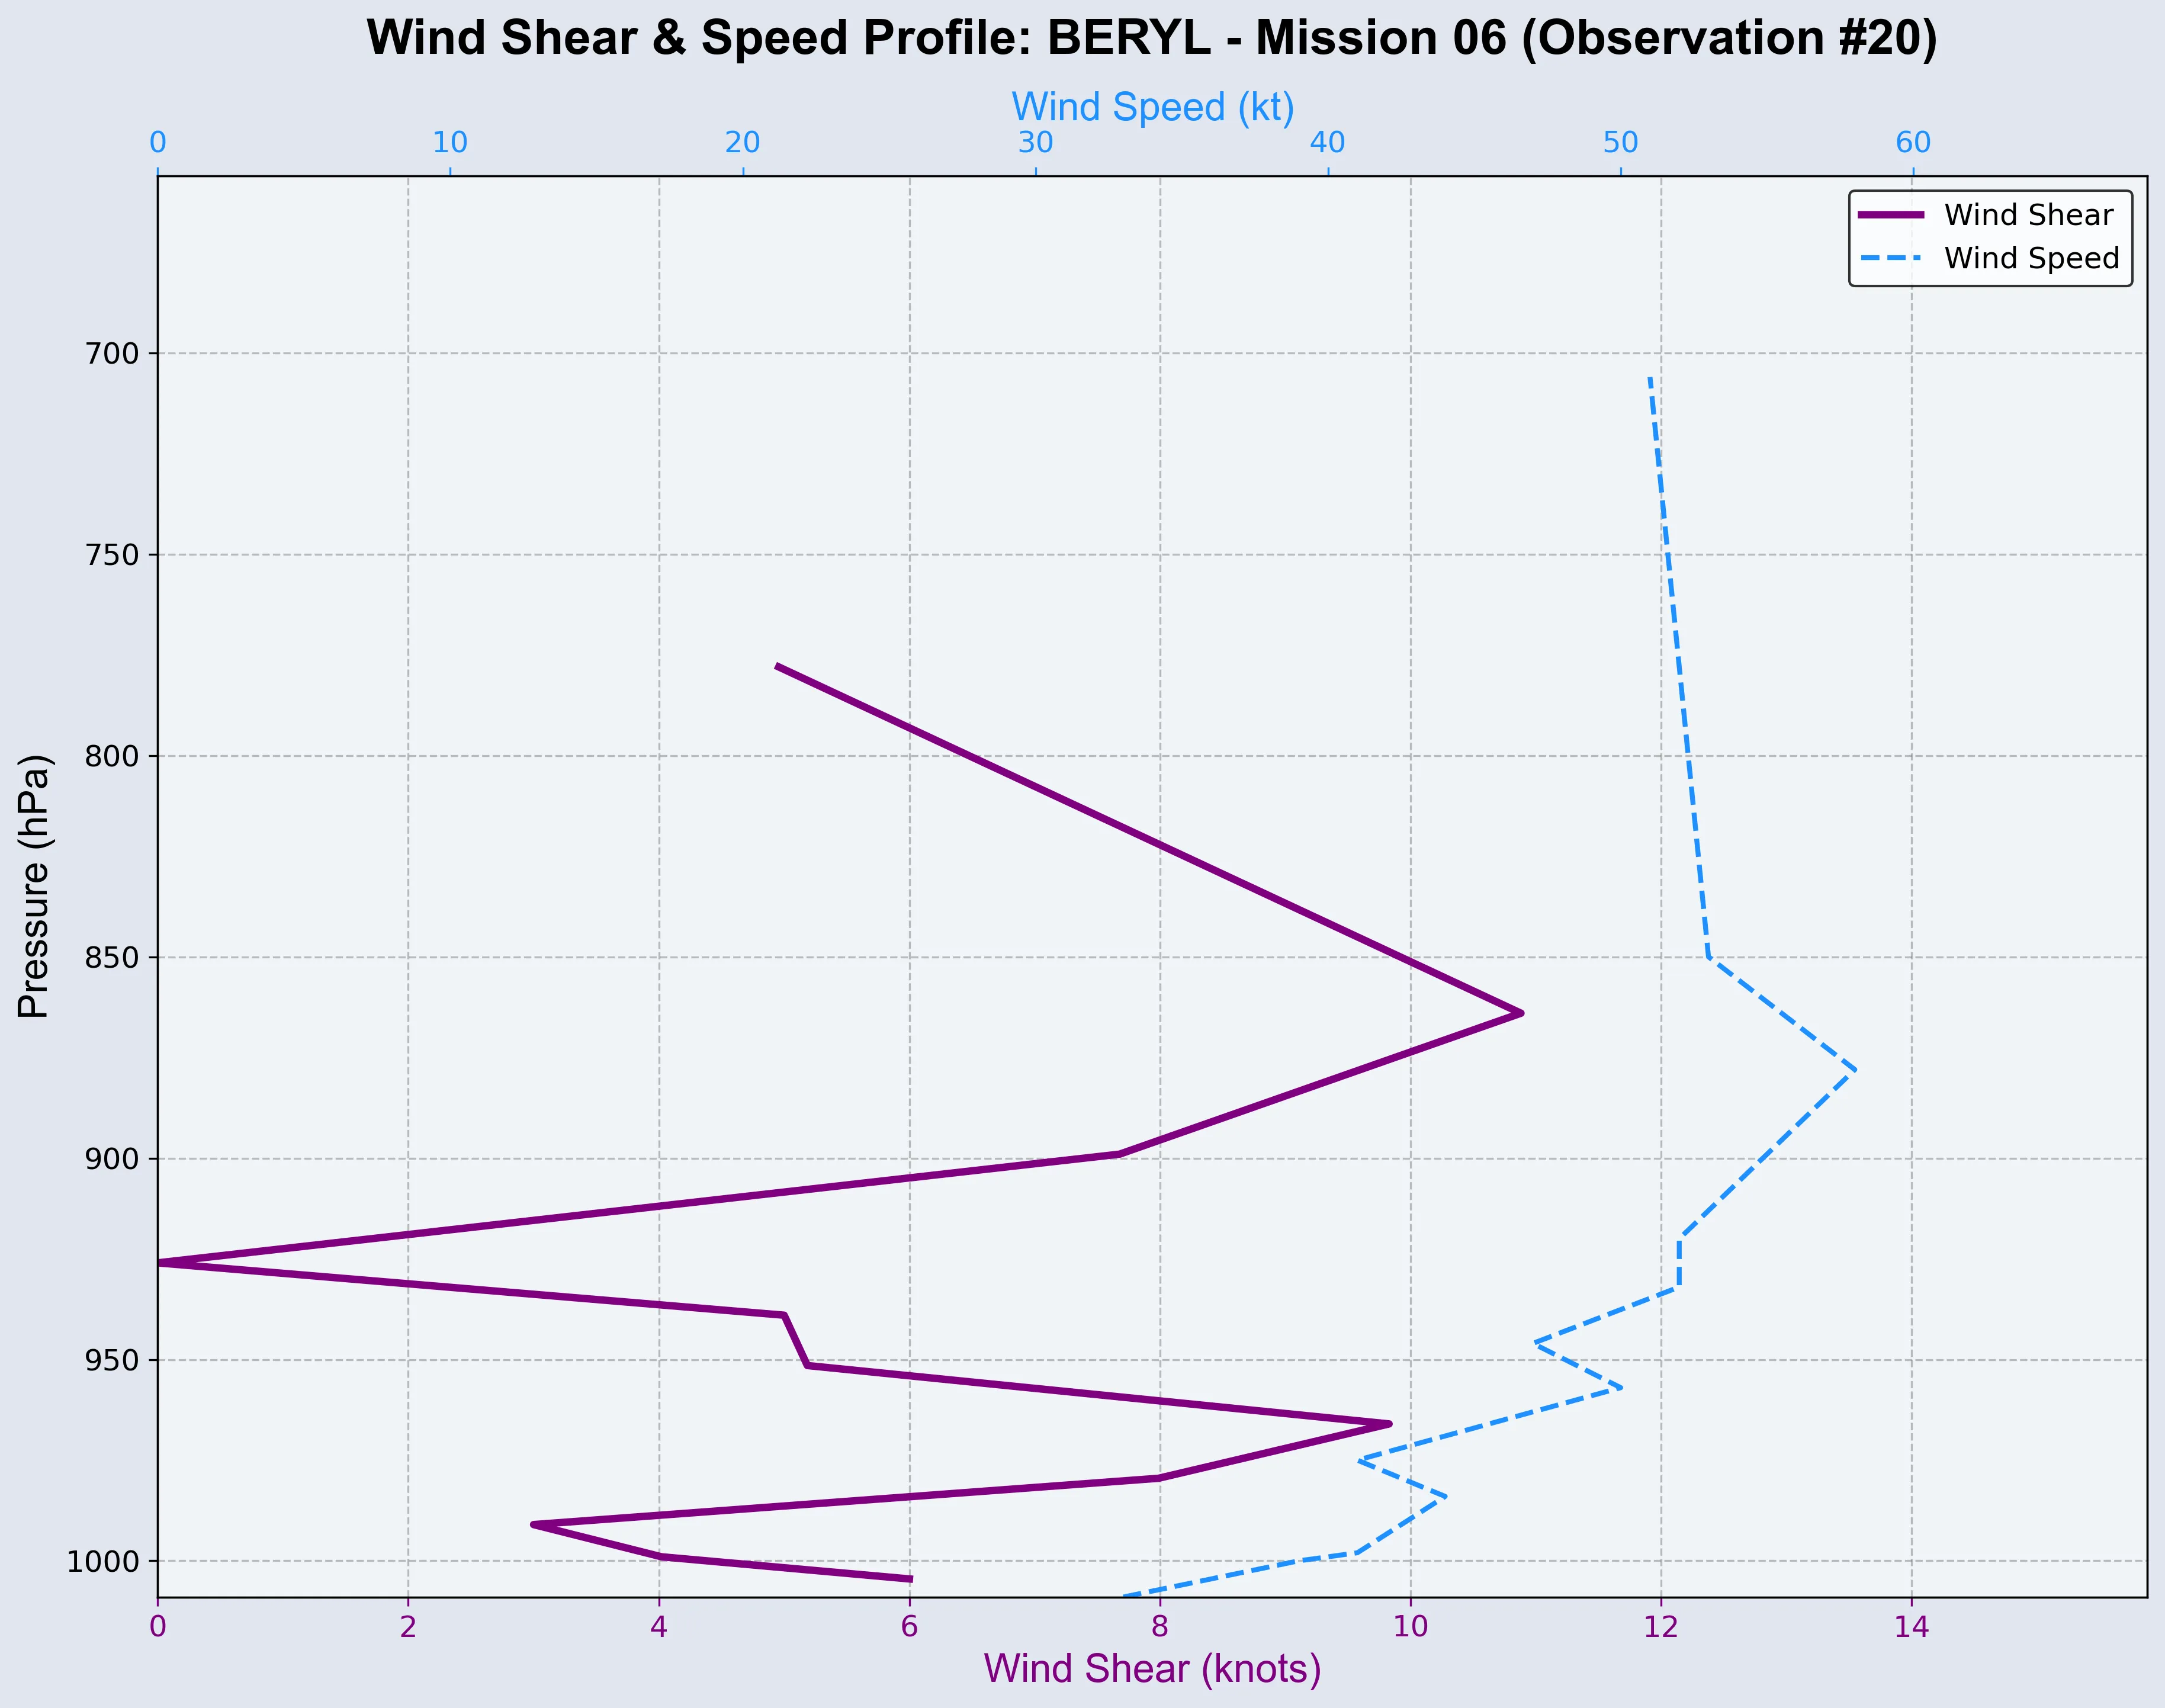 Wind Shear & Speed Profile: BERYL - Mission 06 (Observation #20)
Wind Speed (kt)
0 10 20 30 40 50 60
Wind Shear
Wind Speed
700
750
800
850
900
950
1000
Pressure (hPa)
0 2 4 6 8 10 12 14
Wind Shear (knots)